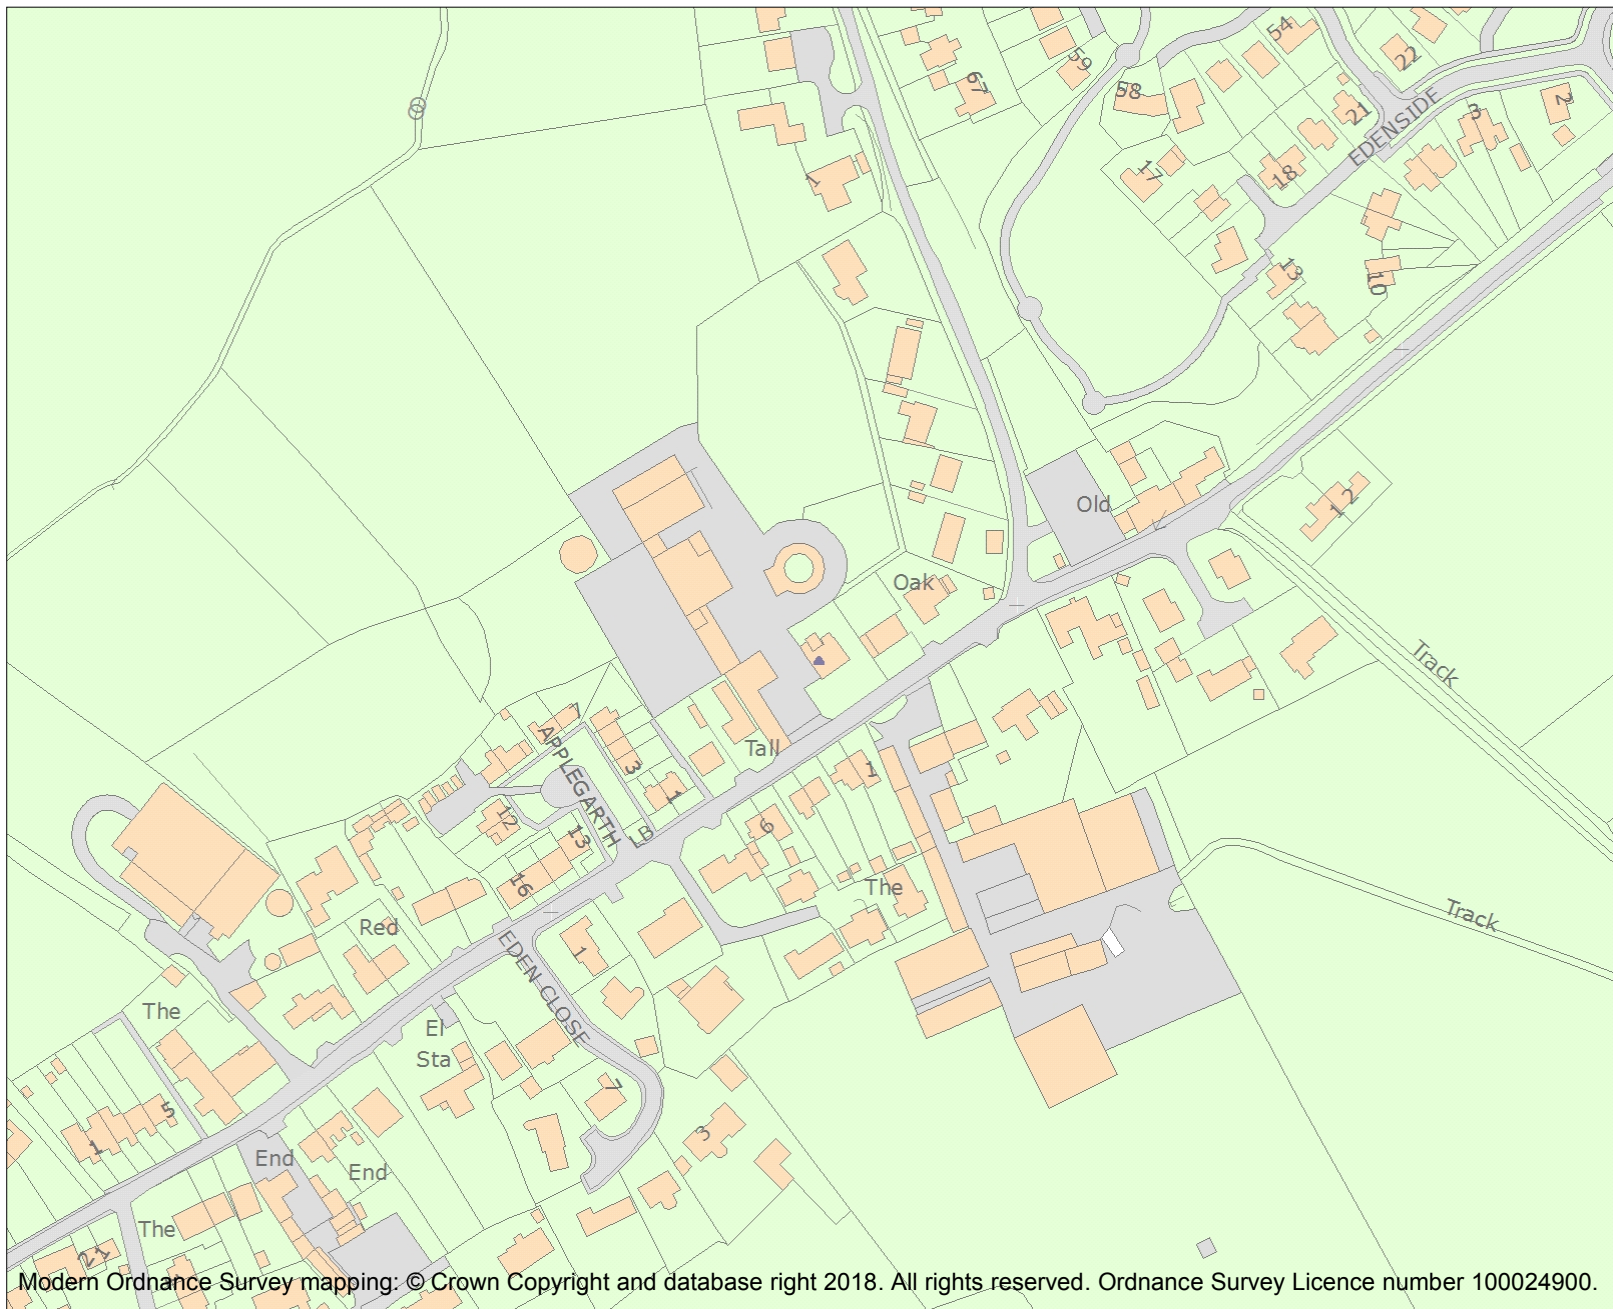 54
22
67
59
58
21
EDENSIDE
3
2
1
17
18
13
10
Old
1 2
Oak
Track
7
APPLEGARTH
Tall
3
1
1
12
13
LB
6
16
The
Red
Track
EDEN CLOSE
1
The
El
Sta
7
5
3
1
End
End
The
21
Modern Ordnance Survey mapping: © Crown Copyright and database right 2018. All rights reserved. Ordnance Survey Licence number 100024900.